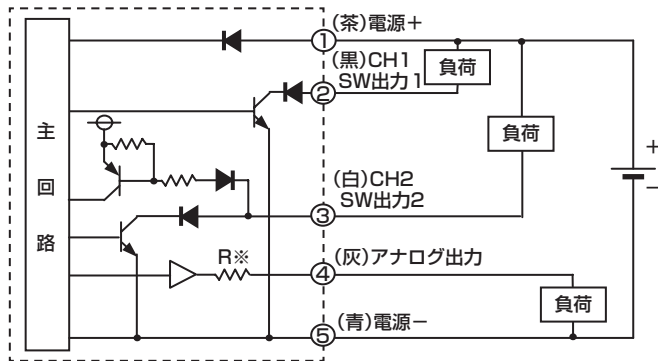 主回路
①
(茶)電源＋
(黒)CH1
SW出力1
②
負荷
負荷
(白)CH2
SW出力2
③
R※
④
(灰)アナログ出力
負荷
⑤
(青)電源－
＋
－